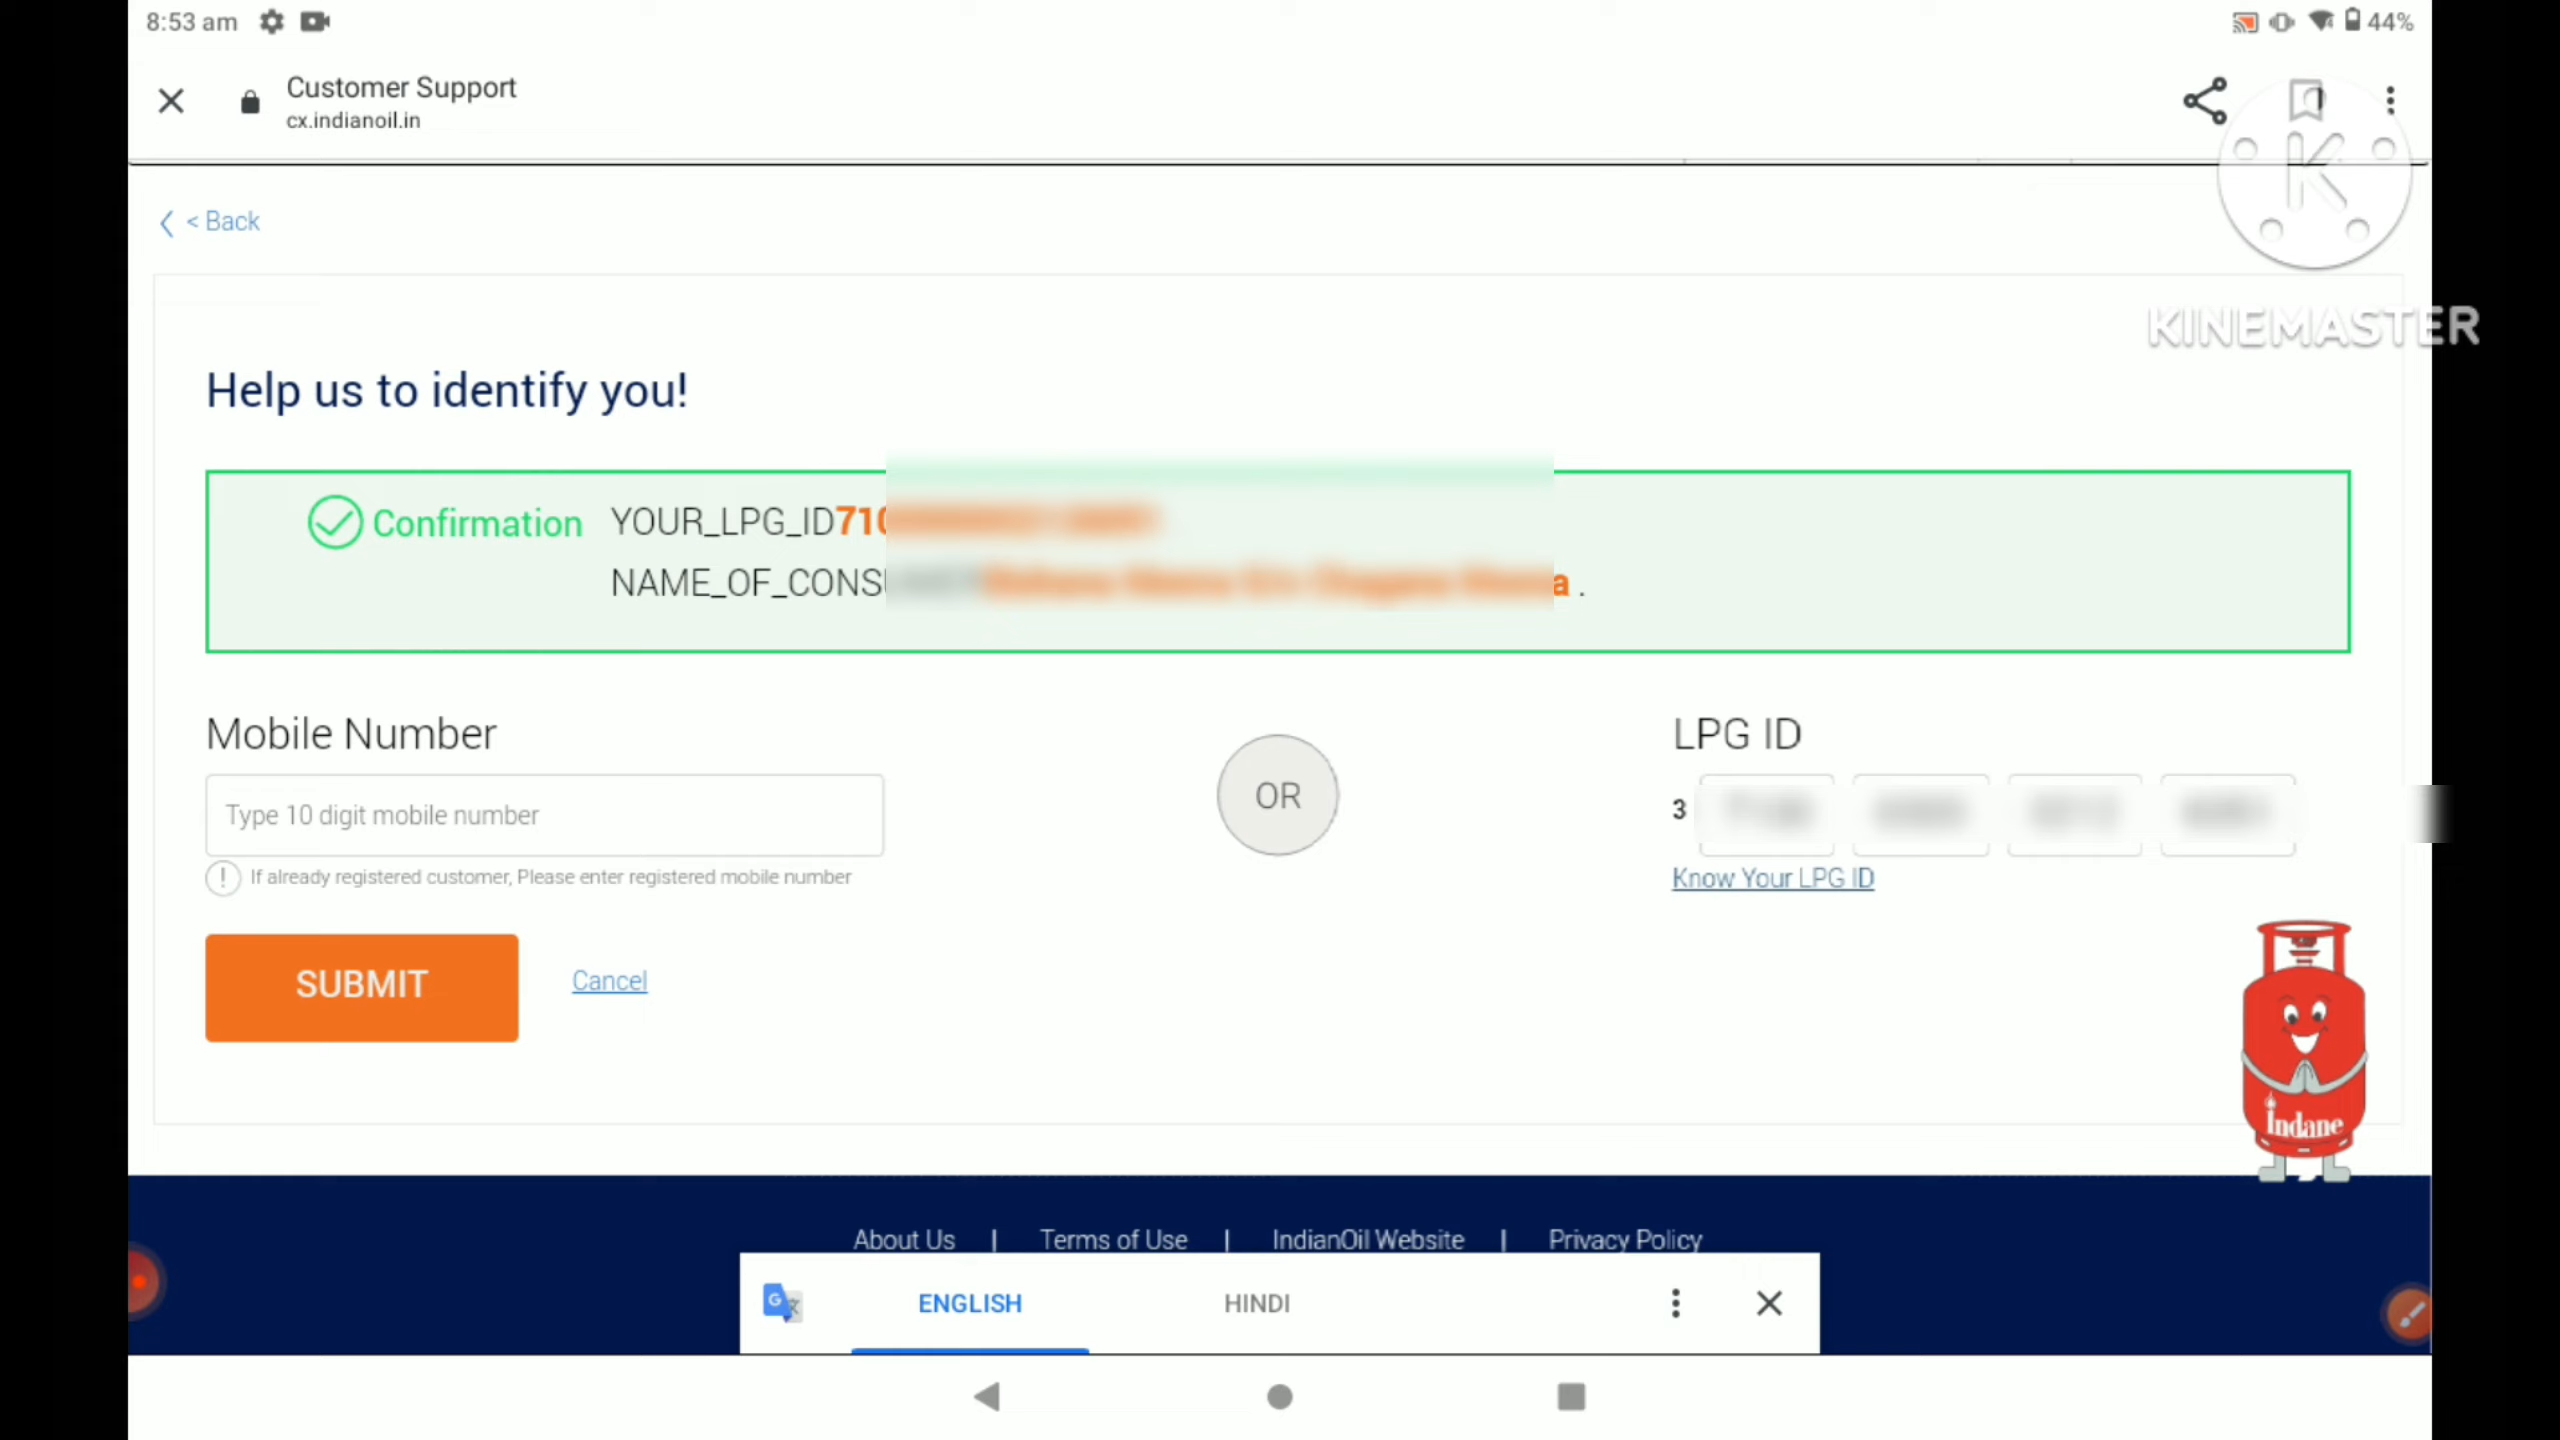 8:53 am
44%
Customer Support
cx.indianoil.in
KINEMASTER
< Back
Help us to identify you!
Confirmation YOUR_LPG_ID
.
Mobile Number
OR
LPG ID
Type 10 digit mobile number
3
If already registered customer, Please enter registered mobile number
Know Your LPG ID
SUBMIT
Cancel
Indane
About Us | Terms of Use | IndianOil Website | Privacy Policy
ENGLISH
HINDI